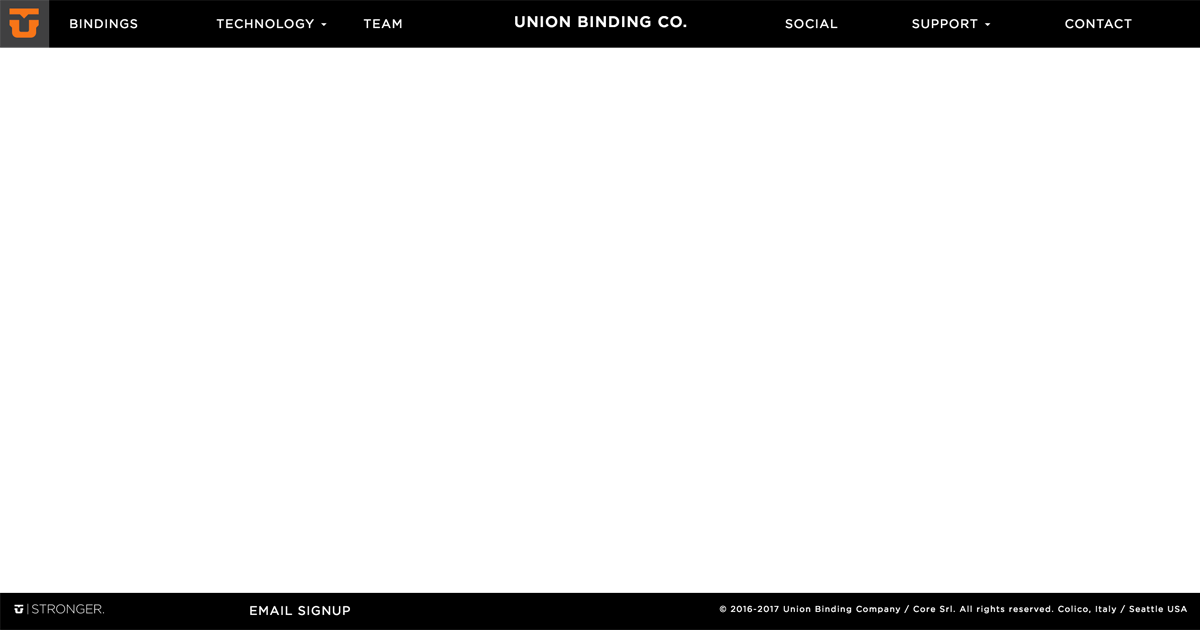 BINDINGS TECHNOLOGY TEAM UNION BINDING CO. SOCIAL SUPPORT CONTACT
STRONGER. EMAIL SIGNUP © 2016-2017 Union Binding Company / Core Srl. All rights reserved. Colico, Italy / Seattle USA